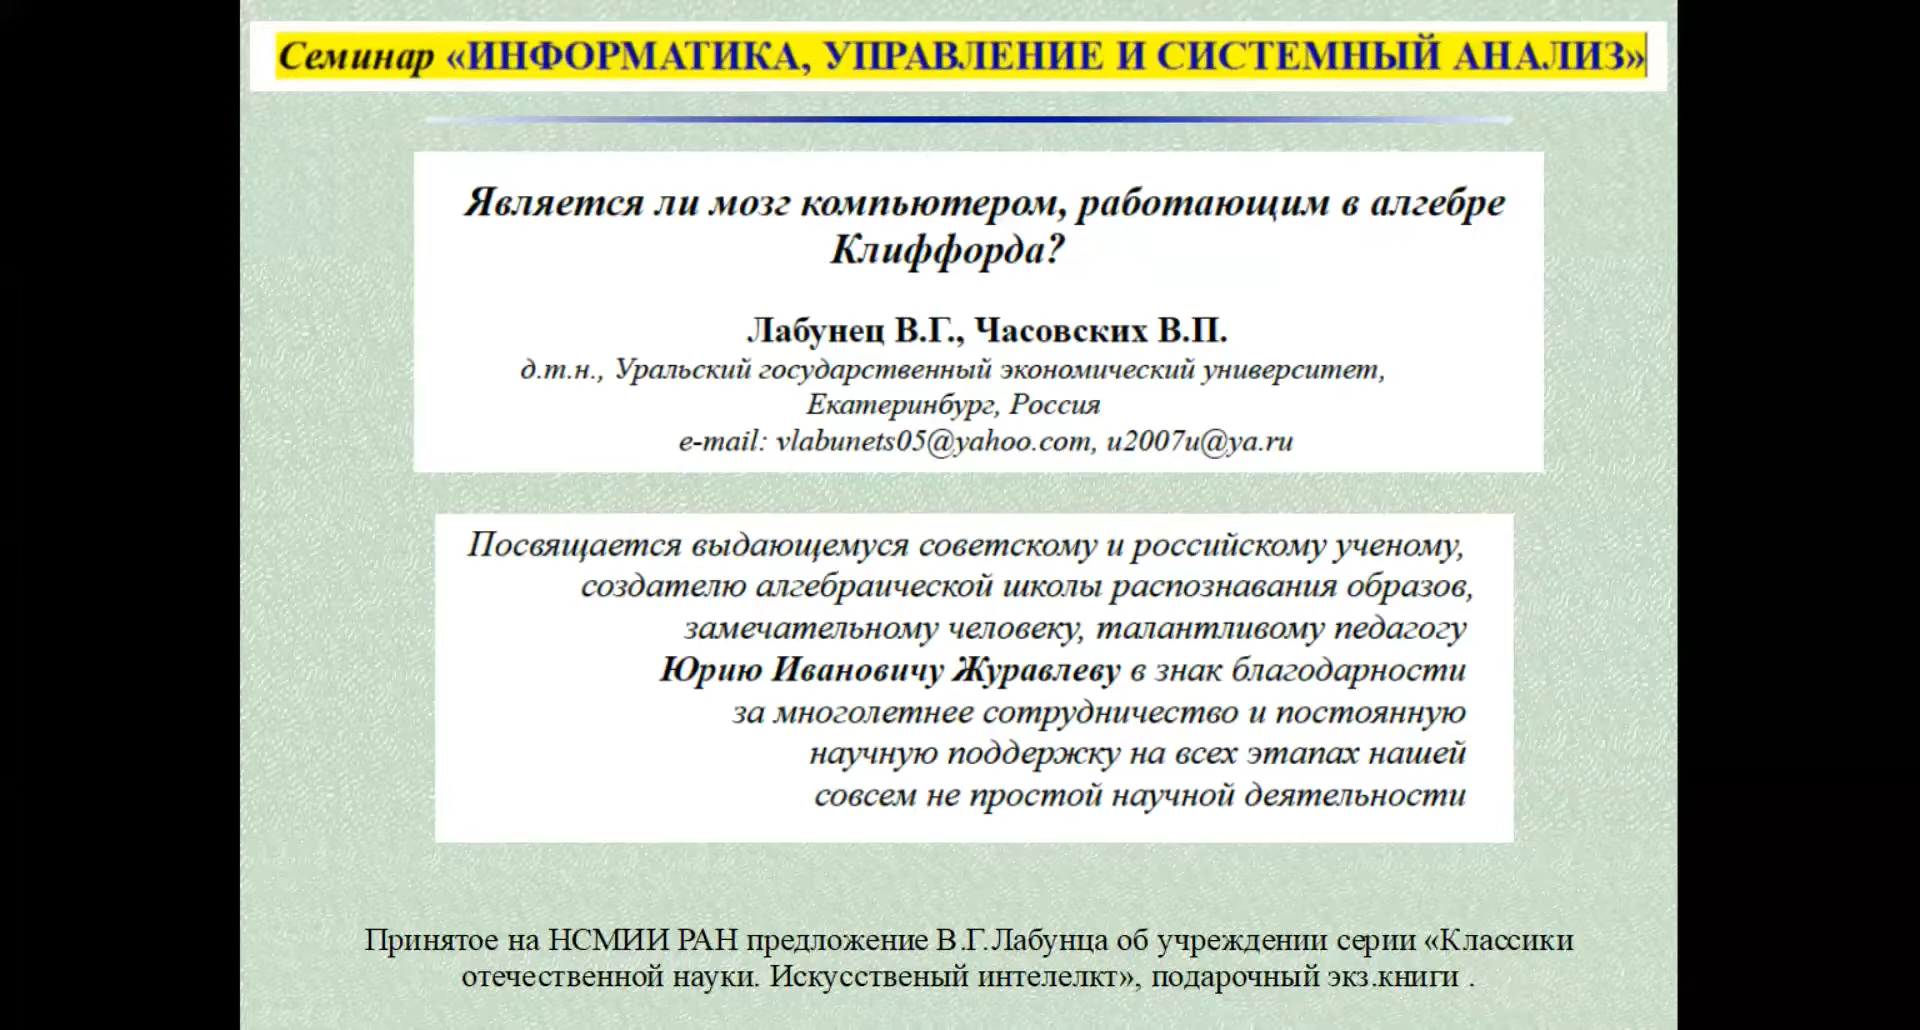 Семинар «ИНФОРМАТИКА, УПРАВЛЕНИЕ И СИСТЕМНЫЙ АНАЛИЗ»
Является ли мозг компьютером, работающим в алгебре
Клиффорда?
Лабунец В.Г., Часовских В.П.
д.т.н., Уральский государственный экономический университет,
Екатеринбург, Россия
e-mail: vlabunets05@yahoo.com, u2007u@ya.ru
Посвящается выдающемуся советскому и российскому ученому,
создателю алгебраической школы распознавания образов,
замечательному человеку, талантливому педагогу
Юрию Ивановичу Журавлеву в знак благодарности
за многолетнее сотрудничество и постоянную
научную поддержку на всех этапах нашей
совсем не простой научной деятельности
Принятое на НСМИИ РАН предложение В.Г.Лабунца об учреждении серии «Классики
отечественной науки. Искусственый интелелкт», подарочный экз.книги .